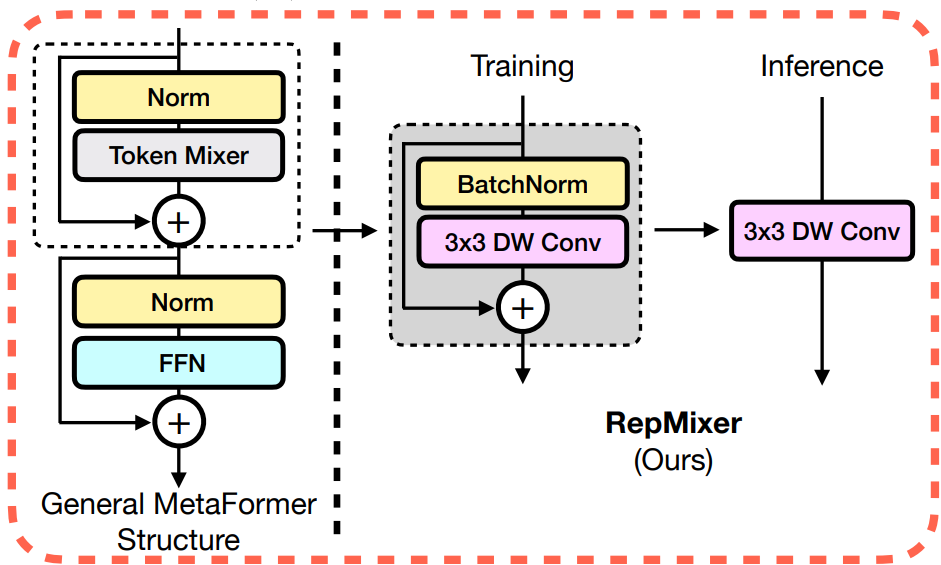 Norm
Token Mixer
+
Norm
FFN
+
General MetaFormer
Structure
Training
BatchNorm
3x3 DW Conv
+
Inference
3x3 DW Conv
RepMixer
(Ours)